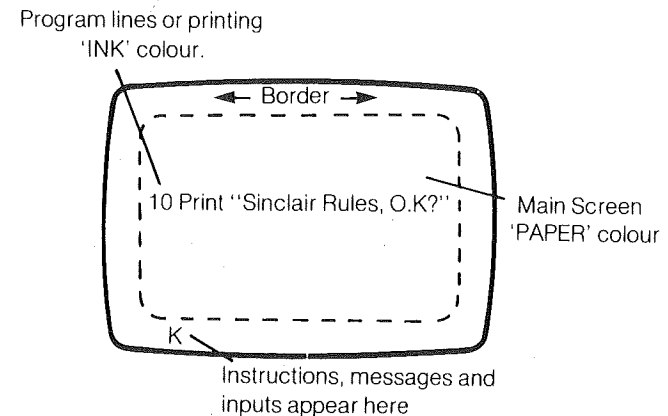 Program lines or printing
'INK' colour.
Border
10 Print "Sinclair Rules, O.K?"
Main Screen
'PAPER' colour
K
Instructions, messages and
inputs appear here